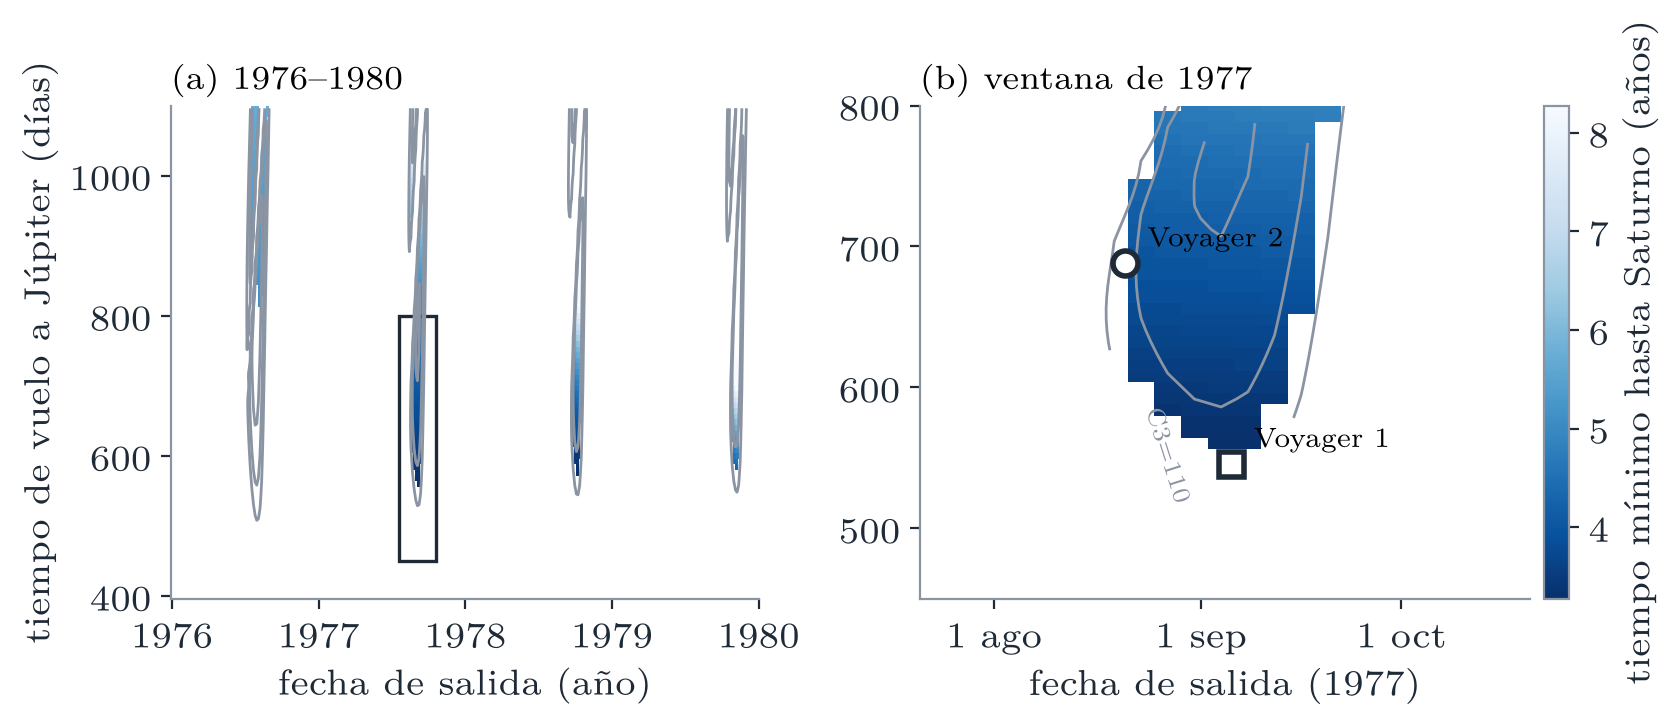 (a) 1976–1980
tiempo de vuelo a Júpiter (días)
1000
800
600
400
1976
1977
1978
1979
1980
fecha de salida (año)
(b) ventana de 1977
800
700
600
500
Voyager 2
Voyager 1
C3=110
1 ago
1 sep
1 oct
fecha de salida (1977)
8
7
6
5
4
tiempo mínimo hasta Saturno (años)